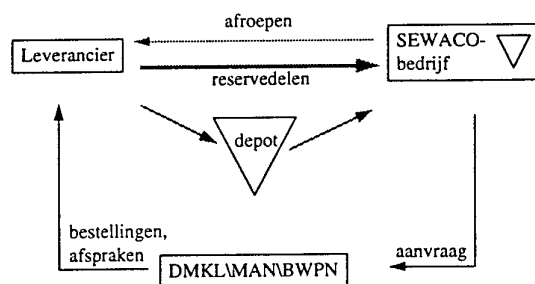 afroepen
Leverancier
SEWACO-
bedrijf
reservedelen
depot
bestellingen,
afspraken
aanvraag
DMKL\MAN\BWPN